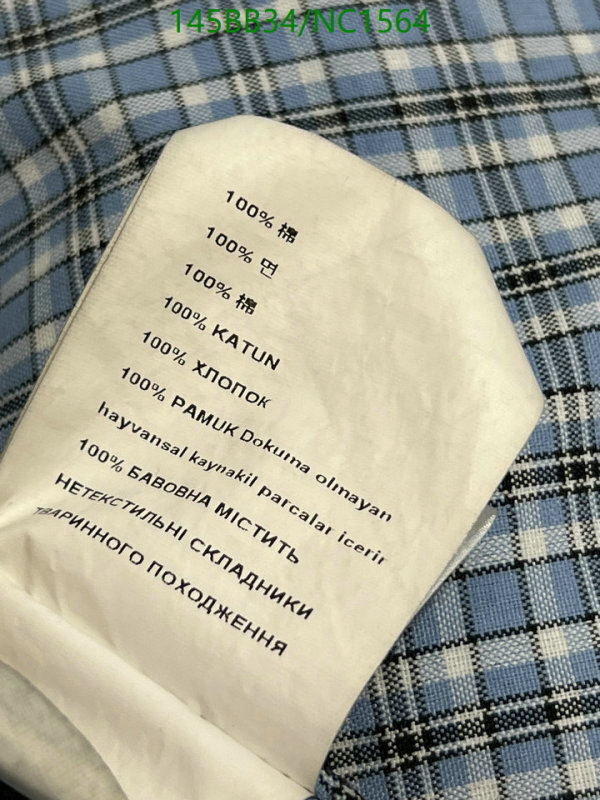 145BB34/NC1564
100% 棉
100% 면
100% 棉
100% KATUN
100% ХЛОПОК
100% PAMUK Dokuma olmayan
hayvansal kaynakil parcalar icerir
100% БАВОВНА МІСТИТЬ
НЕТЕКСТИЛЬНІ СКЛАДНИКИ
ТВАРИННОГО ПОХОДЖЕННЯ